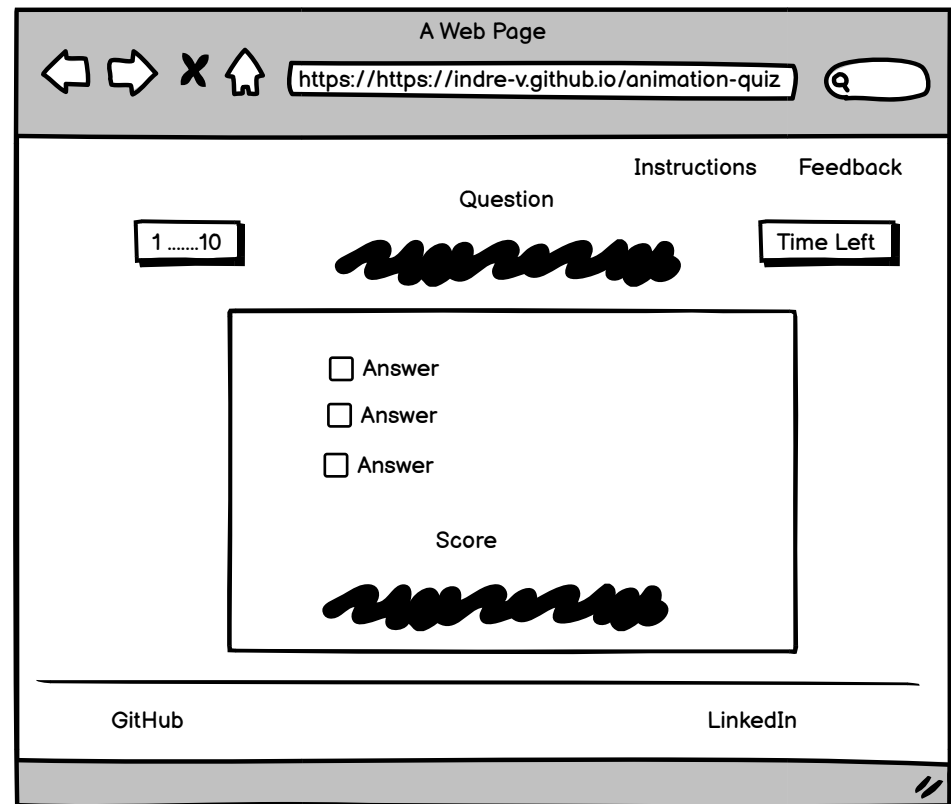 A Web Page
https://https://indre-v.github.io/animation-quiz
Instructions Feedback
Question
1 .......10
Time Left
Answer
Answer
Answer
Score
GitHub LinkedIn